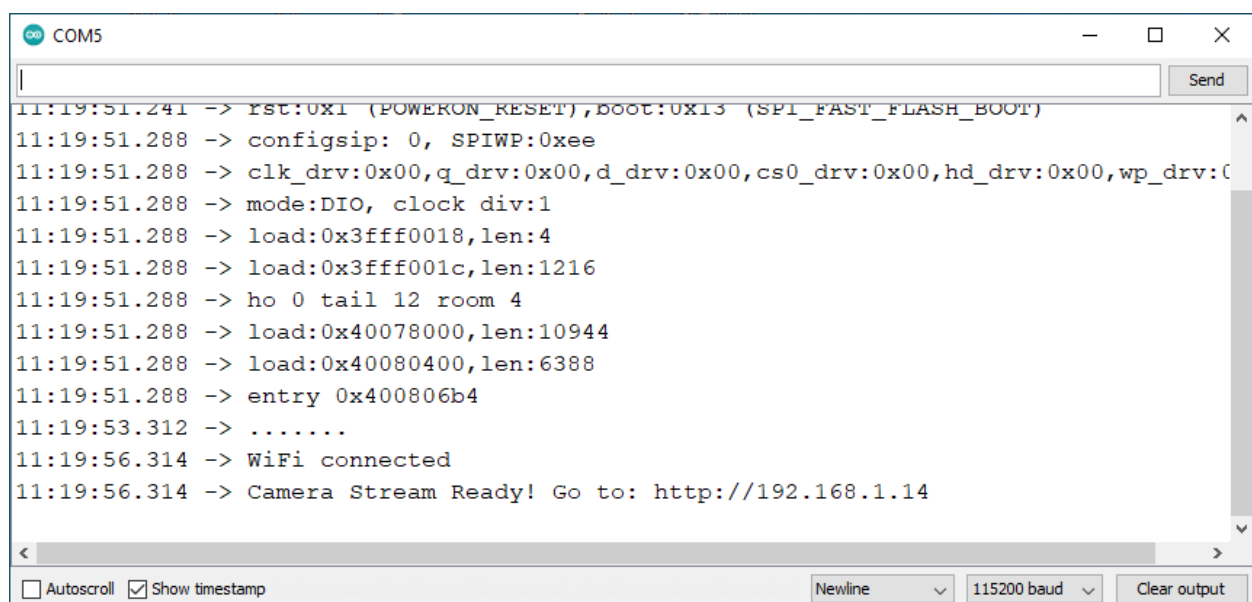 COM5
Send
11:19:51.241 -> rst:0x1 (POWERON_RESET),boot:0x13 (SPI_FAST_FLASH_BOOT)
11:19:51.288 -> configsip: 0, SPIWP:0xee
11:19:51.288 -> clk_drv:0x00,q_drv:0x00,d_drv:0x00,cs0_drv:0x00,hd_drv:0x00,wp_drv:0
11:19:51.288 -> mode:DIO, clock div:1
11:19:51.288 -> load:0x3fff0018,len:4
11:19:51.288 -> load:0x3fff001c,len:1216
11:19:51.288 -> ho 0 tail 12 room 4
11:19:51.288 -> load:0x40078000,len:10944
11:19:51.288 -> load:0x40080400,len:6388
11:19:51.288 -> entry 0x400806b4
11:19:53.312 -> .......
11:19:56.314 -> WiFi connected
11:19:56.314 -> Camera Stream Ready! Go to: http://192.168.1.14
Autoscroll Show timestamp Newline 115200 baud Clear output